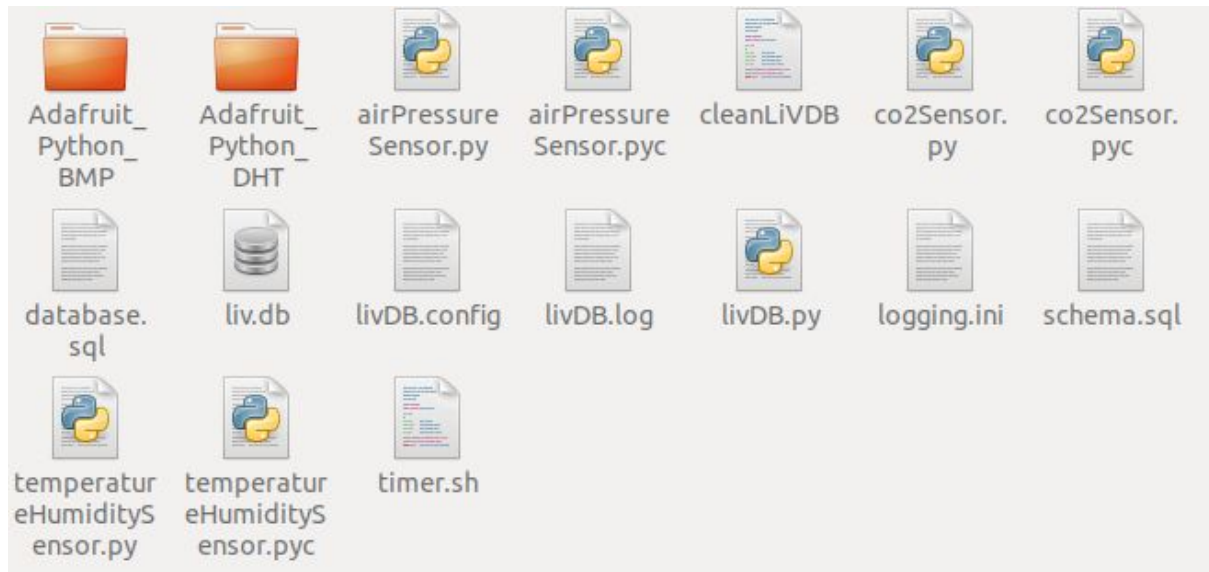 Adafruit_
Python_
BMP
Adafruit_
Python_
DHT
airPressure
Sensor.py
airPressure
Sensor.pyc
cleanLiVDB
co2Sensor.
py
co2Sensor.
pyc
database.
sql
liv.db
livDB.config
livDB.log
livDB.py
logging.ini
schema.sql
temperatur
eHumidityS
ensor.py
temperatur
eHumidityS
ensor.pyc
timer.sh